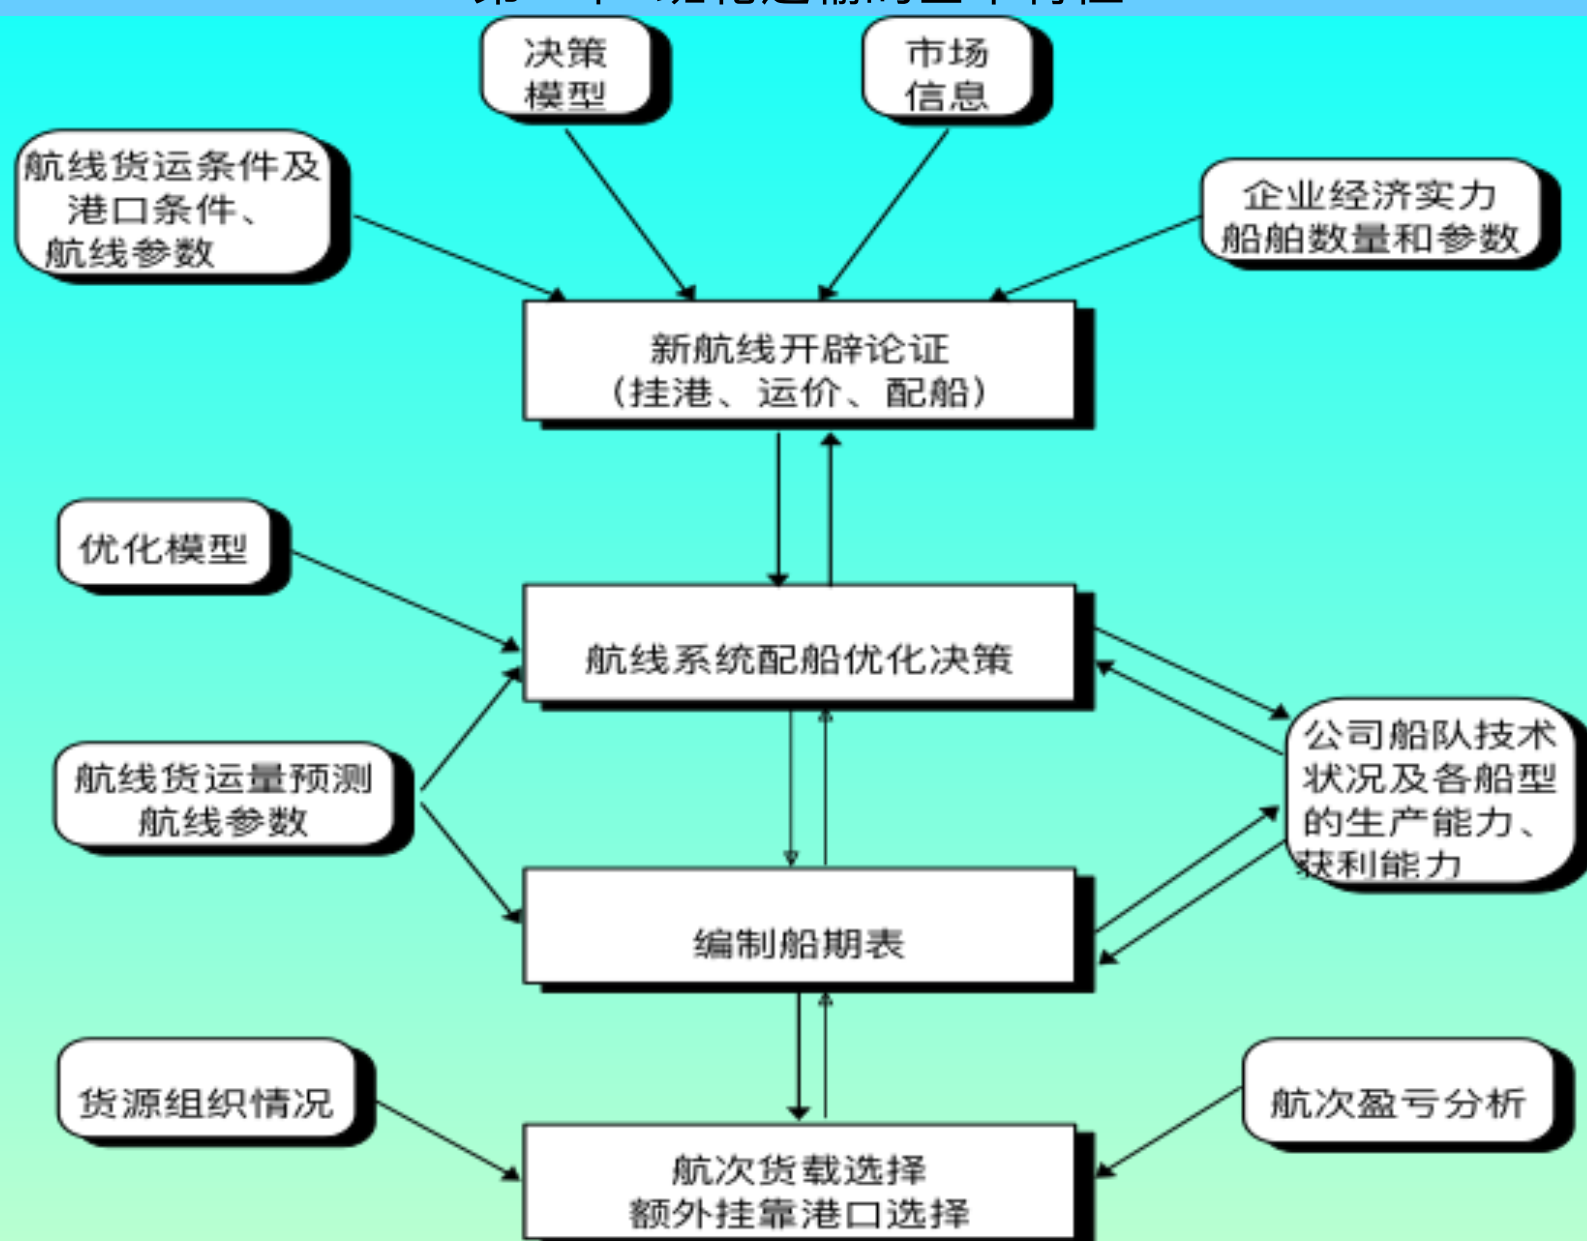 决策
模型
市场
信息
航线货运条件及
港口条件、
航线参数
企业经济实力
船舶数量和参数
新航线开辟论证
(挂港、运价、配船)
优化模型
航线系统配船优化决策
航线货运量预测
航线参数
公司船队技术
状况及各船型
的生产能力、
获利能力
编制船期表
货源组织情况
航次盈亏分析
航次货载选择
额外挂靠港口选择